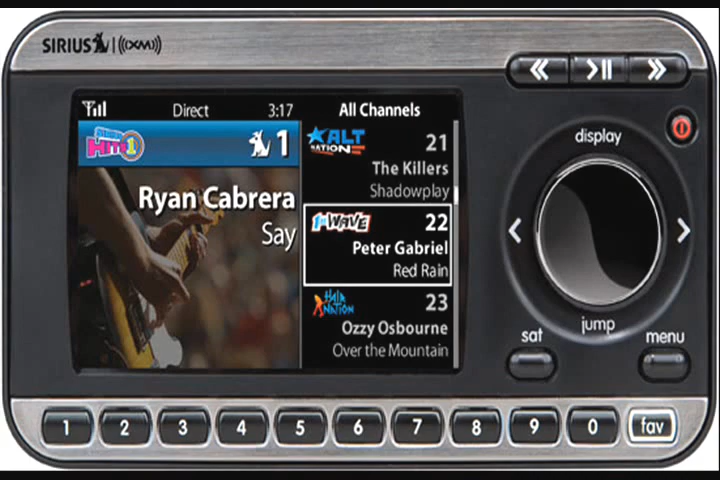 SIRIUS | ((XM))
Direct 3:17 All Channels
SIRIUS HITS 1 1
Ryan Cabrera
Say
ALT NATION 21
The Killers
Shadowplay
1st WAVE 22
Peter Gabriel
Red Rain
HAIR NATION 23
Ozzy Osbourne
Over the Mountain
display
jump
sat
menu
1 2 3 4 5 6 7 8 9 0 fav